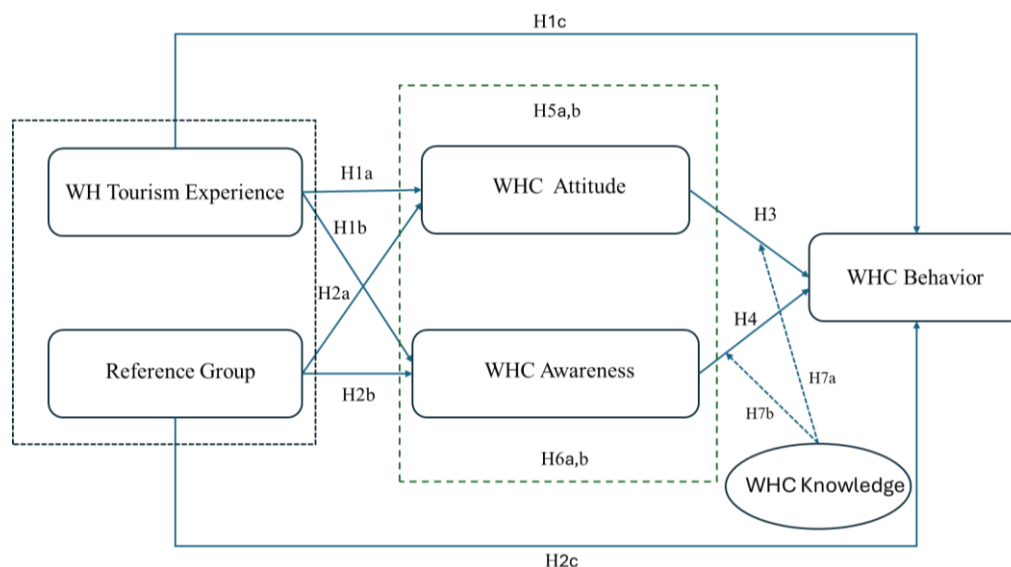 H1c
H5a,b
WH Tourism Experience
H1a
WHC Attitude
H3
H1b
WHC Behavior
H2a
H4
Reference Group
H2b
WHC Awareness
H7a
H7b
H6a,b
WHC Knowledge
H2c